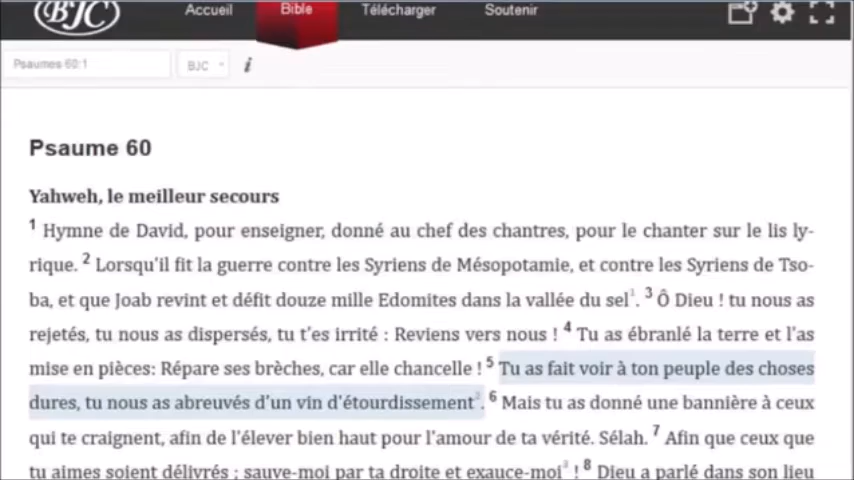 BJC
Accueil
Bible
Télécharger
Soutenir
Psaumes 60:1
BJC
i
Psaume 60
Yahweh, le meilleur secours
1 Hymne de David, pour enseigner, donné au chef des chantres, pour le chanter sur le lis ly-
rique. 2 Lorsqu'il fit la guerre contre les Syriens de Mésopotamie, et contre les Syriens de Tso-
ba, et que Joab revint et défit douze mille Edomites dans la vallée du sel1. 3 Ô Dieu ! tu nous as
rejetés, tu nous as dispersés, tu t'es irrité : Reviens vers nous ! 4 Tu as ébranlé la terre et l'as
mise en pièces: Répare ses brèches, car elle chancelle ! 5 Tu as fait voir à ton peuple des choses
dures, tu nous as abreuvés d'un vin d'étourdissement2. 6 Mais tu as donné une bannière à ceux
qui te craignent, afin de l'élever bien haut pour l'amour de ta vérité. Sélah. 7 Afin que ceux que
tu aimes soient délivrés ; sauve-moi par ta droite et exauce-moi3 ! 8 Dieu a parlé dans son lieu